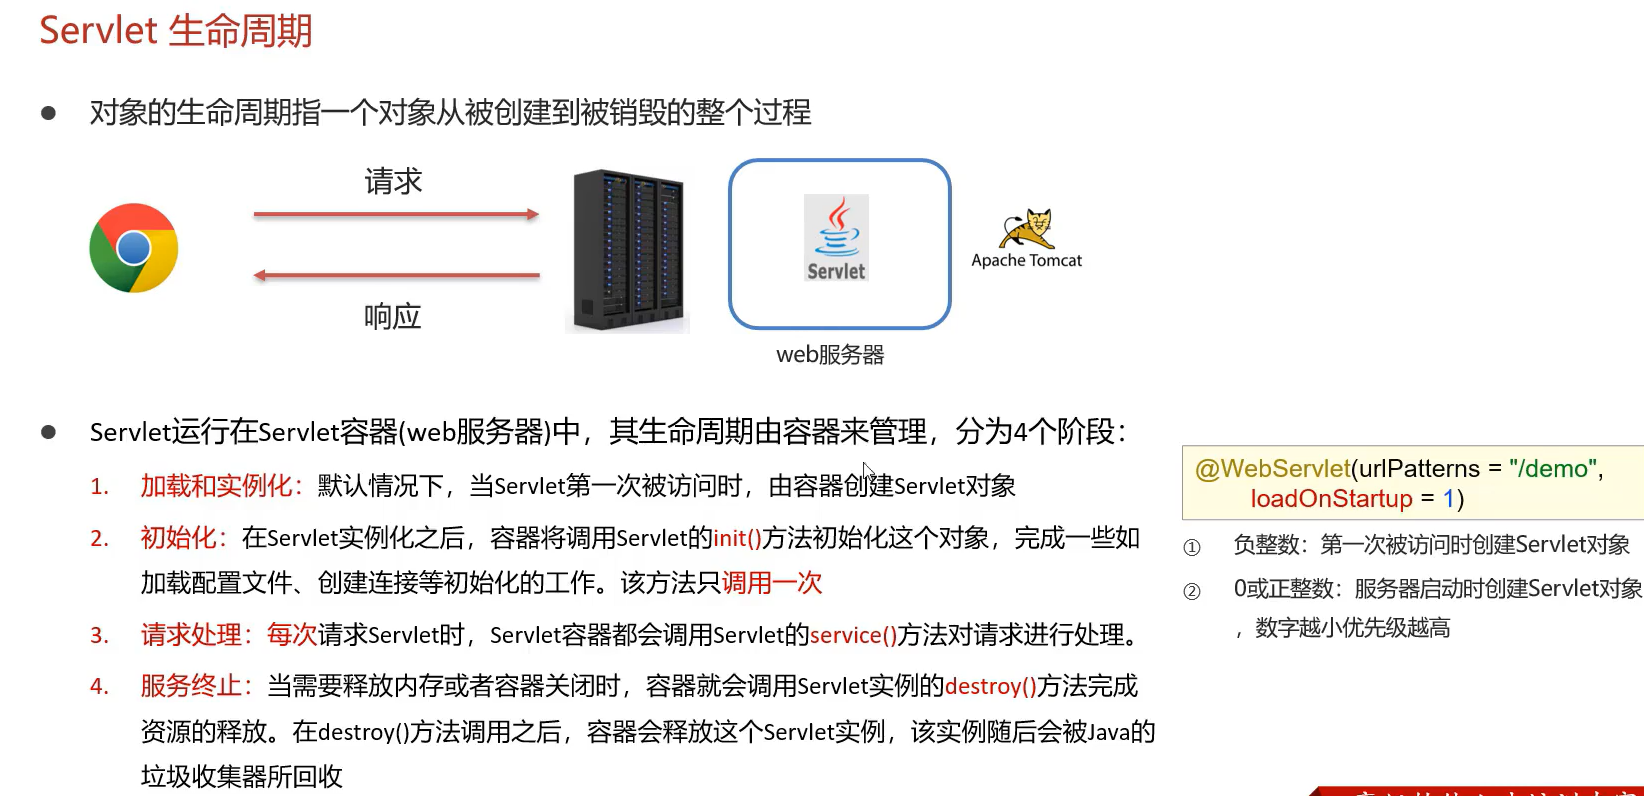 Servlet 生命周期
● 对象的生命周期指一个对象从被创建到被销毁的整个过程
请求
响应
Servlet
Apache Tomcat
web服务器
● Servlet运行在Servlet容器(web服务器)中，其生命周期由容器来管理，分为4个阶段：
1. 加载和实例化：默认情况下，当Servlet第一次被访问时，由容器创建Servlet对象
2. 初始化：在Servlet实例化之后，容器将调用Servlet的init()方法初始化这个对象，完成一些如
加载配置文件、创建连接等初始化的工作。该方法只调用一次
3. 请求处理：每次请求Servlet时，Servlet容器都会调用Servlet的service()方法对请求进行处理。
4. 服务终止：当需要释放内存或者容器关闭时，容器就会调用Servlet实例的destroy()方法完成
资源的释放。在destroy()方法调用之后，容器会释放这个Servlet实例，该实例随后会被Java的
垃圾收集器所回收
@WebServlet(urlPatterns = "/demo",
loadOnStartup = 1)
① 负整数：第一次被访问时创建Servlet对象
② 0或正整数：服务器启动时创建Servlet对象
，数字越小优先级越高